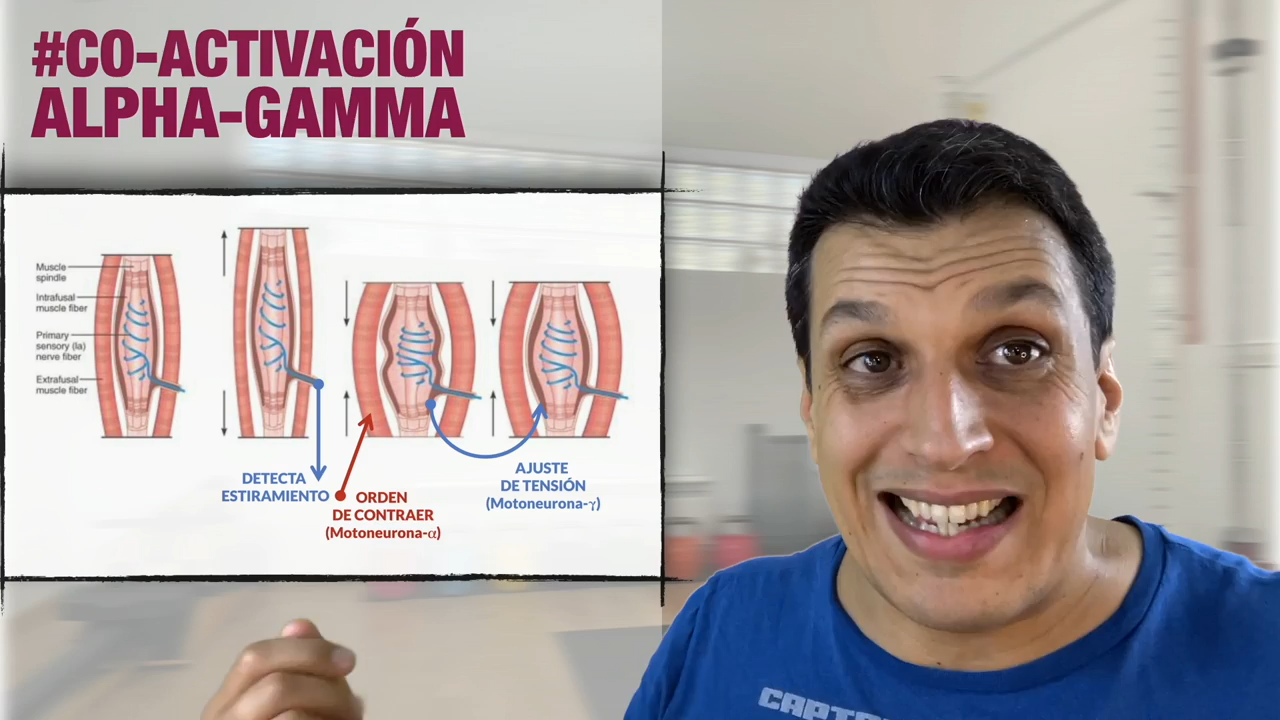 #CO-ACTIVACIÓN
ALPHA-GAMMA
Muscle
spindle
Intrafusal
muscle fiber
Primary
sensory (Ia)
nerve fiber
Extrafusal
muscle fiber
DETECTA
ESTIRAMIENTO
ORDEN
DE CONTRAER
(Motoneurona-α)
AJUSTE
DE TENSIÓN
(Motoneurona-γ)